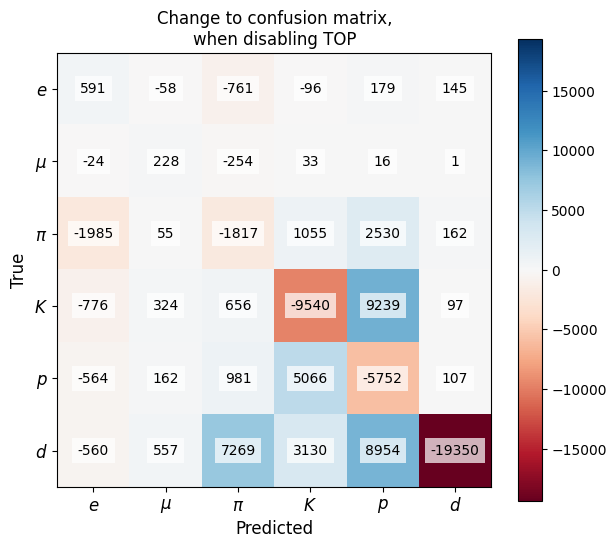 Change to confusion matrix,
when disabling TOP
e 591 -58 -761 -96 179 145
μ -24 228 -254 33 16 1
π -1985 55 -1817 1055 2530 162
K -776 324 656 -9540 9239 97
p -564 162 981 5066 -5752 107
d -560 557 7269 3130 8954 -19350
e μ π K p d
Predicted
True
15000
10000
5000
0
−5000
−10000
−15000